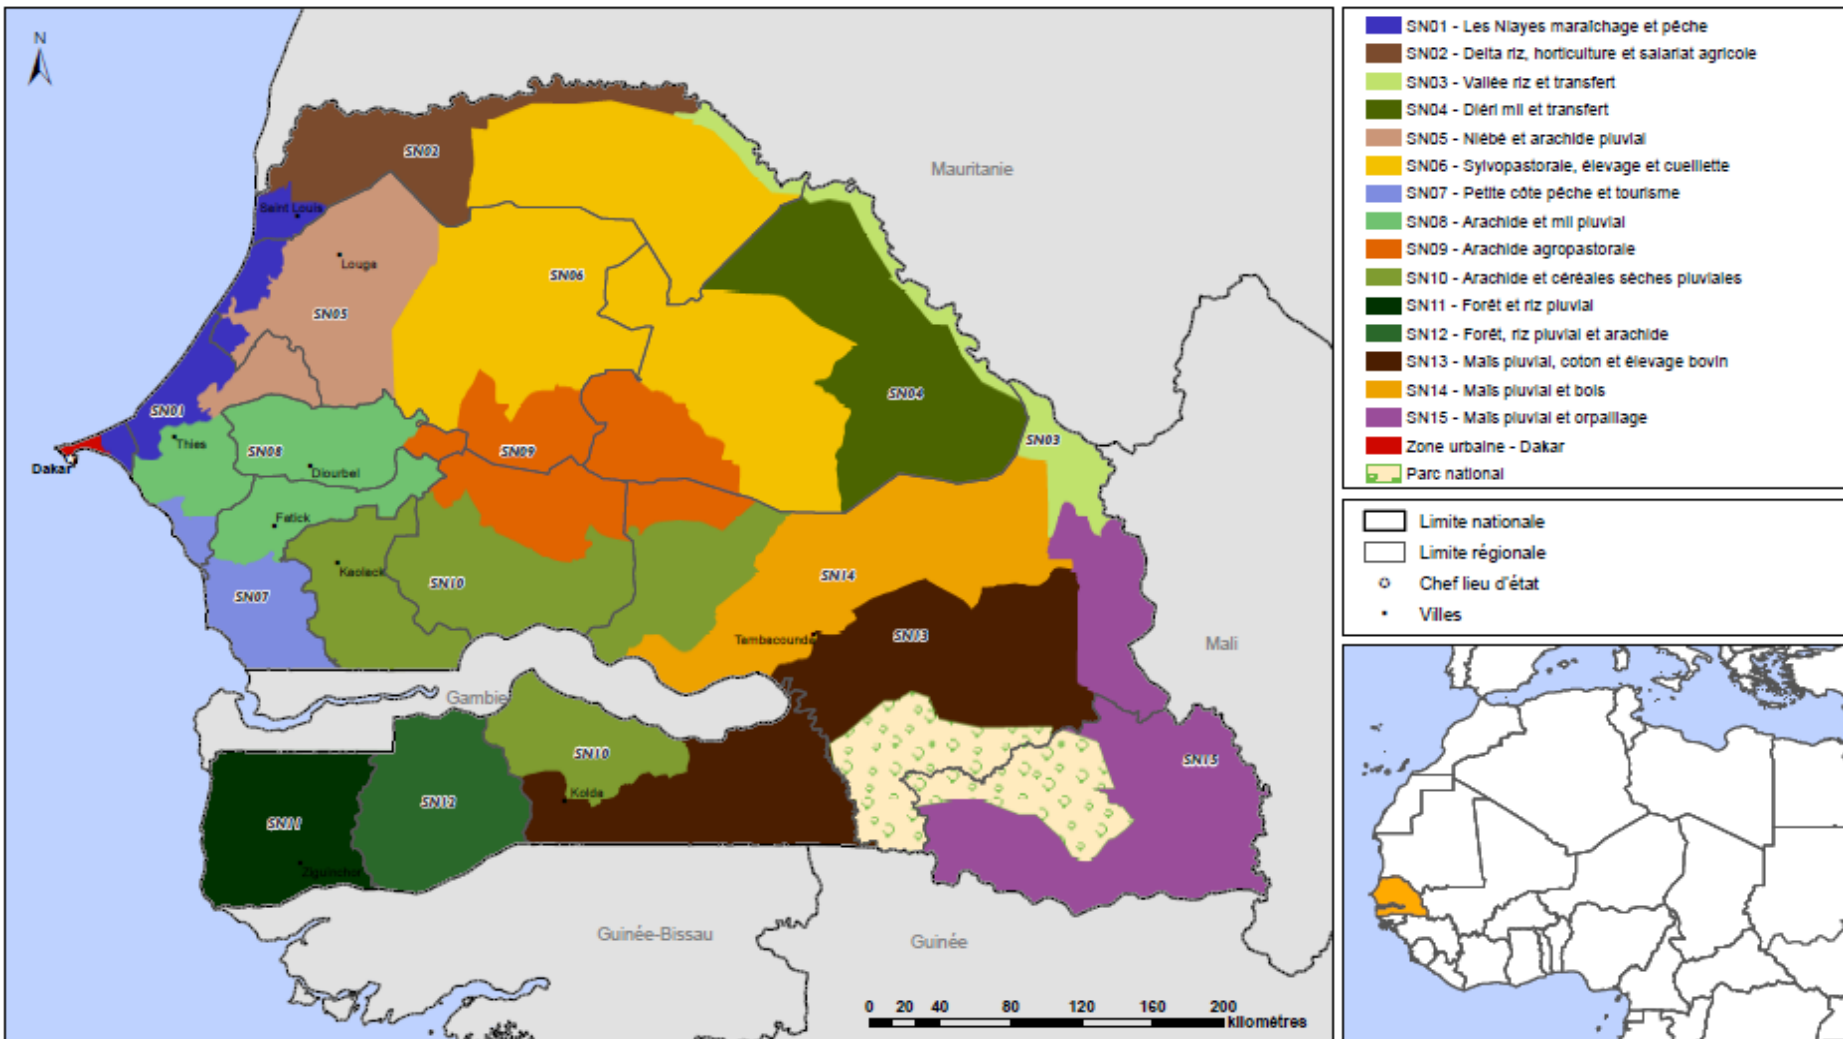 N
SN01 - Les Niayes maraîchage et pêche
SN02 - Delta riz, horticulture et salariat agricole
SN03 - Vallée riz et transfert
SN04 - Diéri mil et transfert
SN05 - Niébé et arachide pluvial
SN06 - Sylvopastorale, élevage et cueillette
SN07 - Petite côte pêche et tourisme
SN08 - Arachide et mil pluvial
SN09 - Arachide agropastorale
SN10 - Arachide et céréales sèches pluviales
SN11 - Forêt et riz pluvial
SN12 - Forêt, riz pluvial et arachide
SN13 - Maïs pluvial, coton et élevage bovin
SN14 - Maïs pluvial et bois
SN15 - Maïs pluvial et orpaillage
Zone urbaine - Dakar
Parc national
Limite nationale
Limite régionale
Chef lieu d'état
Villes
SN02
Mauritanie
Saint Louis
Louga
SN06
SN05
SN04
SN01
Thies
SN08
SN09
SN03
Dakar
Diourbel
Fatick
Kaolack
SN10
SN14
SN07
Tambacounda
SN13
Mali
Gambie
SN10
SN15
Kolda
SN12
SN11
Ziguinchor
Guinée-Bissau
Guinée
0 20 40 80 120 160 200
kilomètres